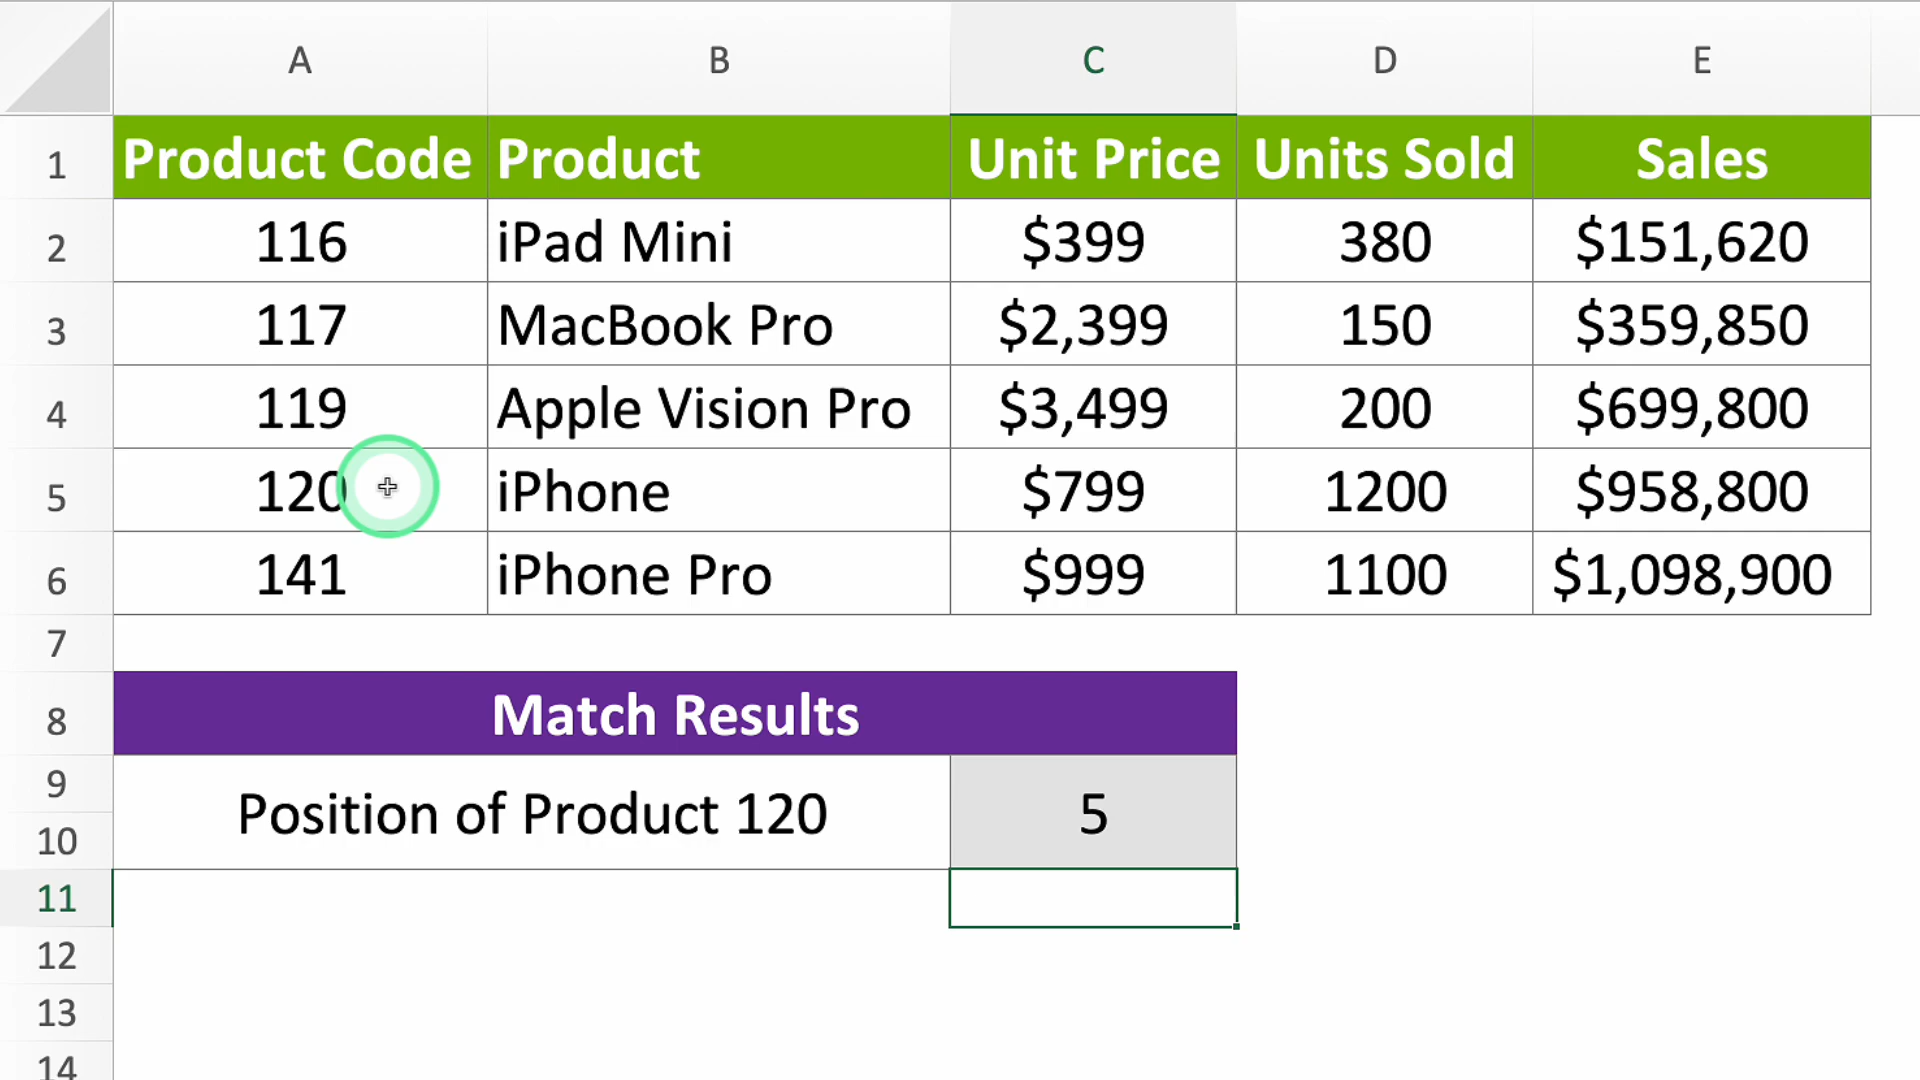 A B C D E
1 Product Code Product Unit Price Units Sold Sales
2 116 iPad Mini $399 380 $151,620
3 117 MacBook Pro $2,399 150 $359,850
4 119 Apple Vision Pro $3,499 200 $699,800
5 120 iPhone $799 1200 $958,800
6 141 iPhone Pro $999 1100 $1,098,900
7
8 Match Results
9
Position of Product 120 5
10
11
12
13
14